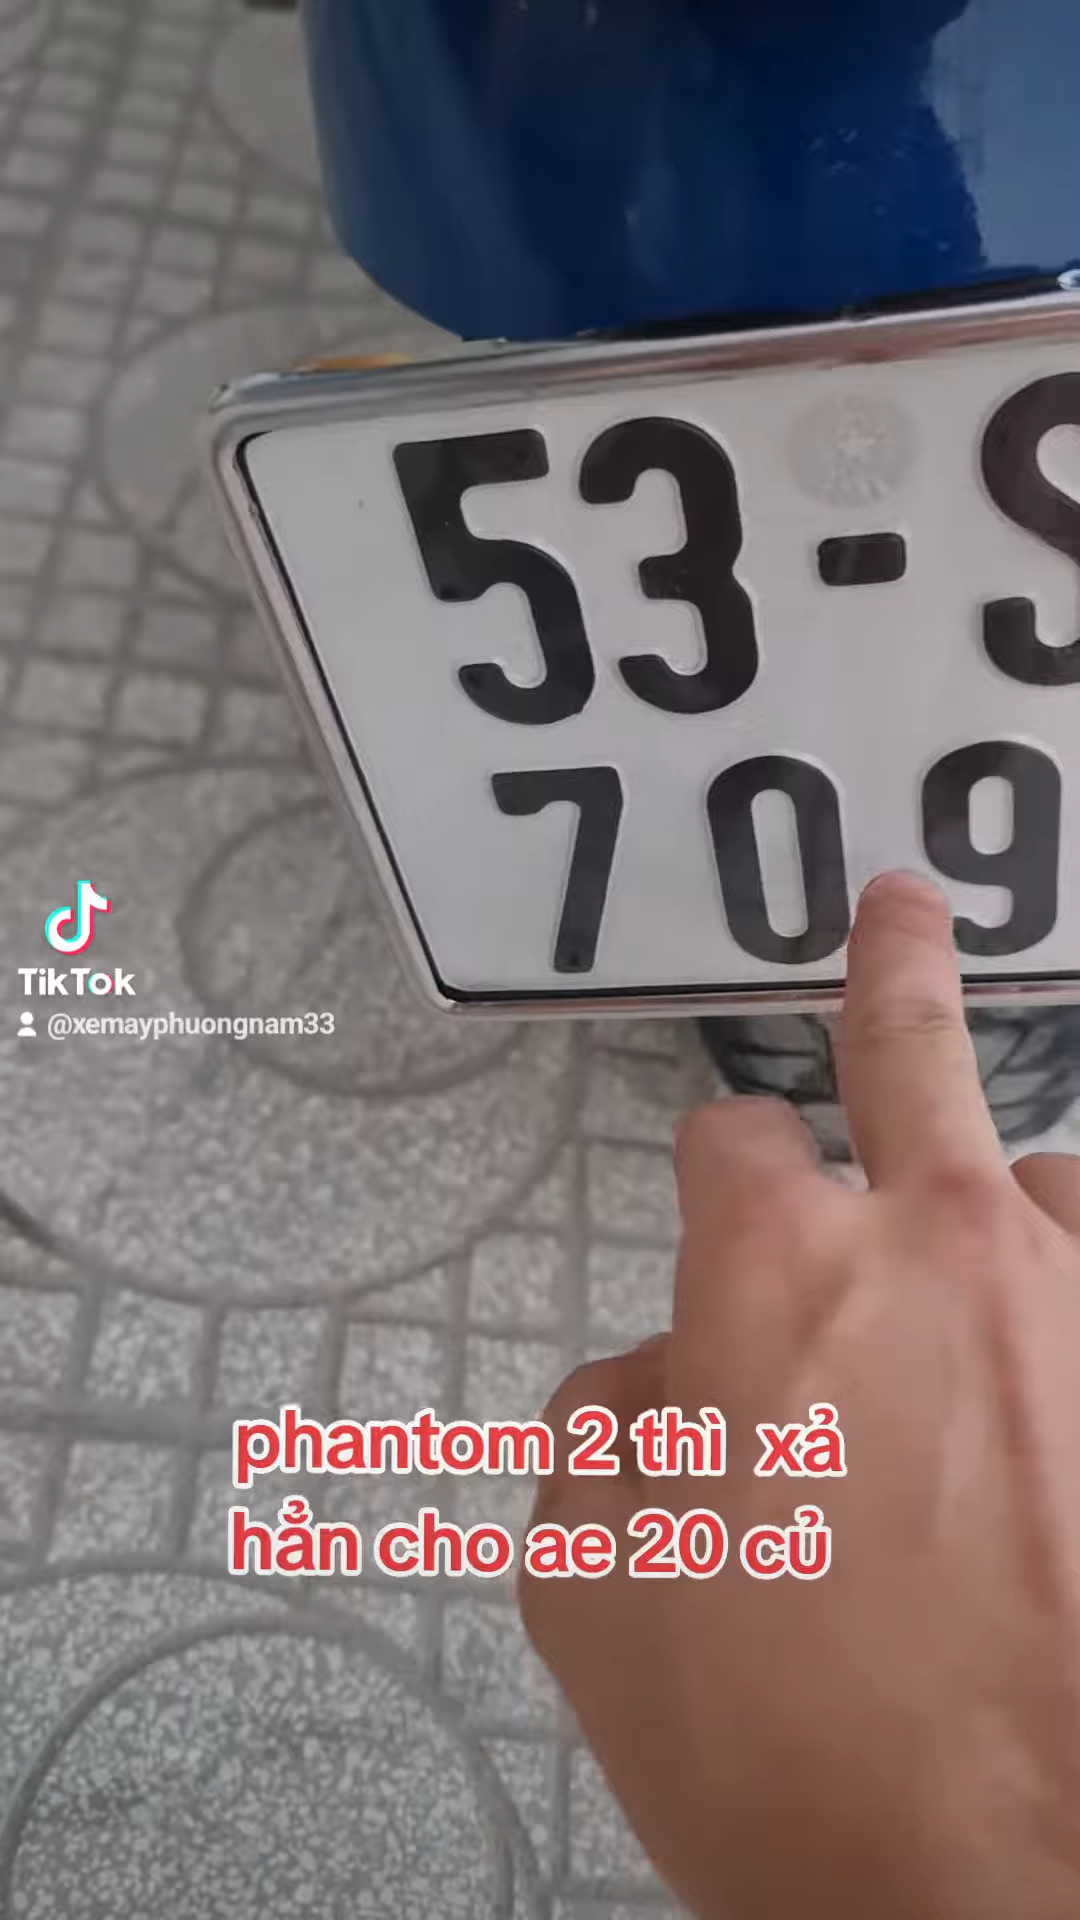 53-S
709
TikTok
@xemayphuongnam33
phantom 2 thì xả
hẳn cho ae 20 củ